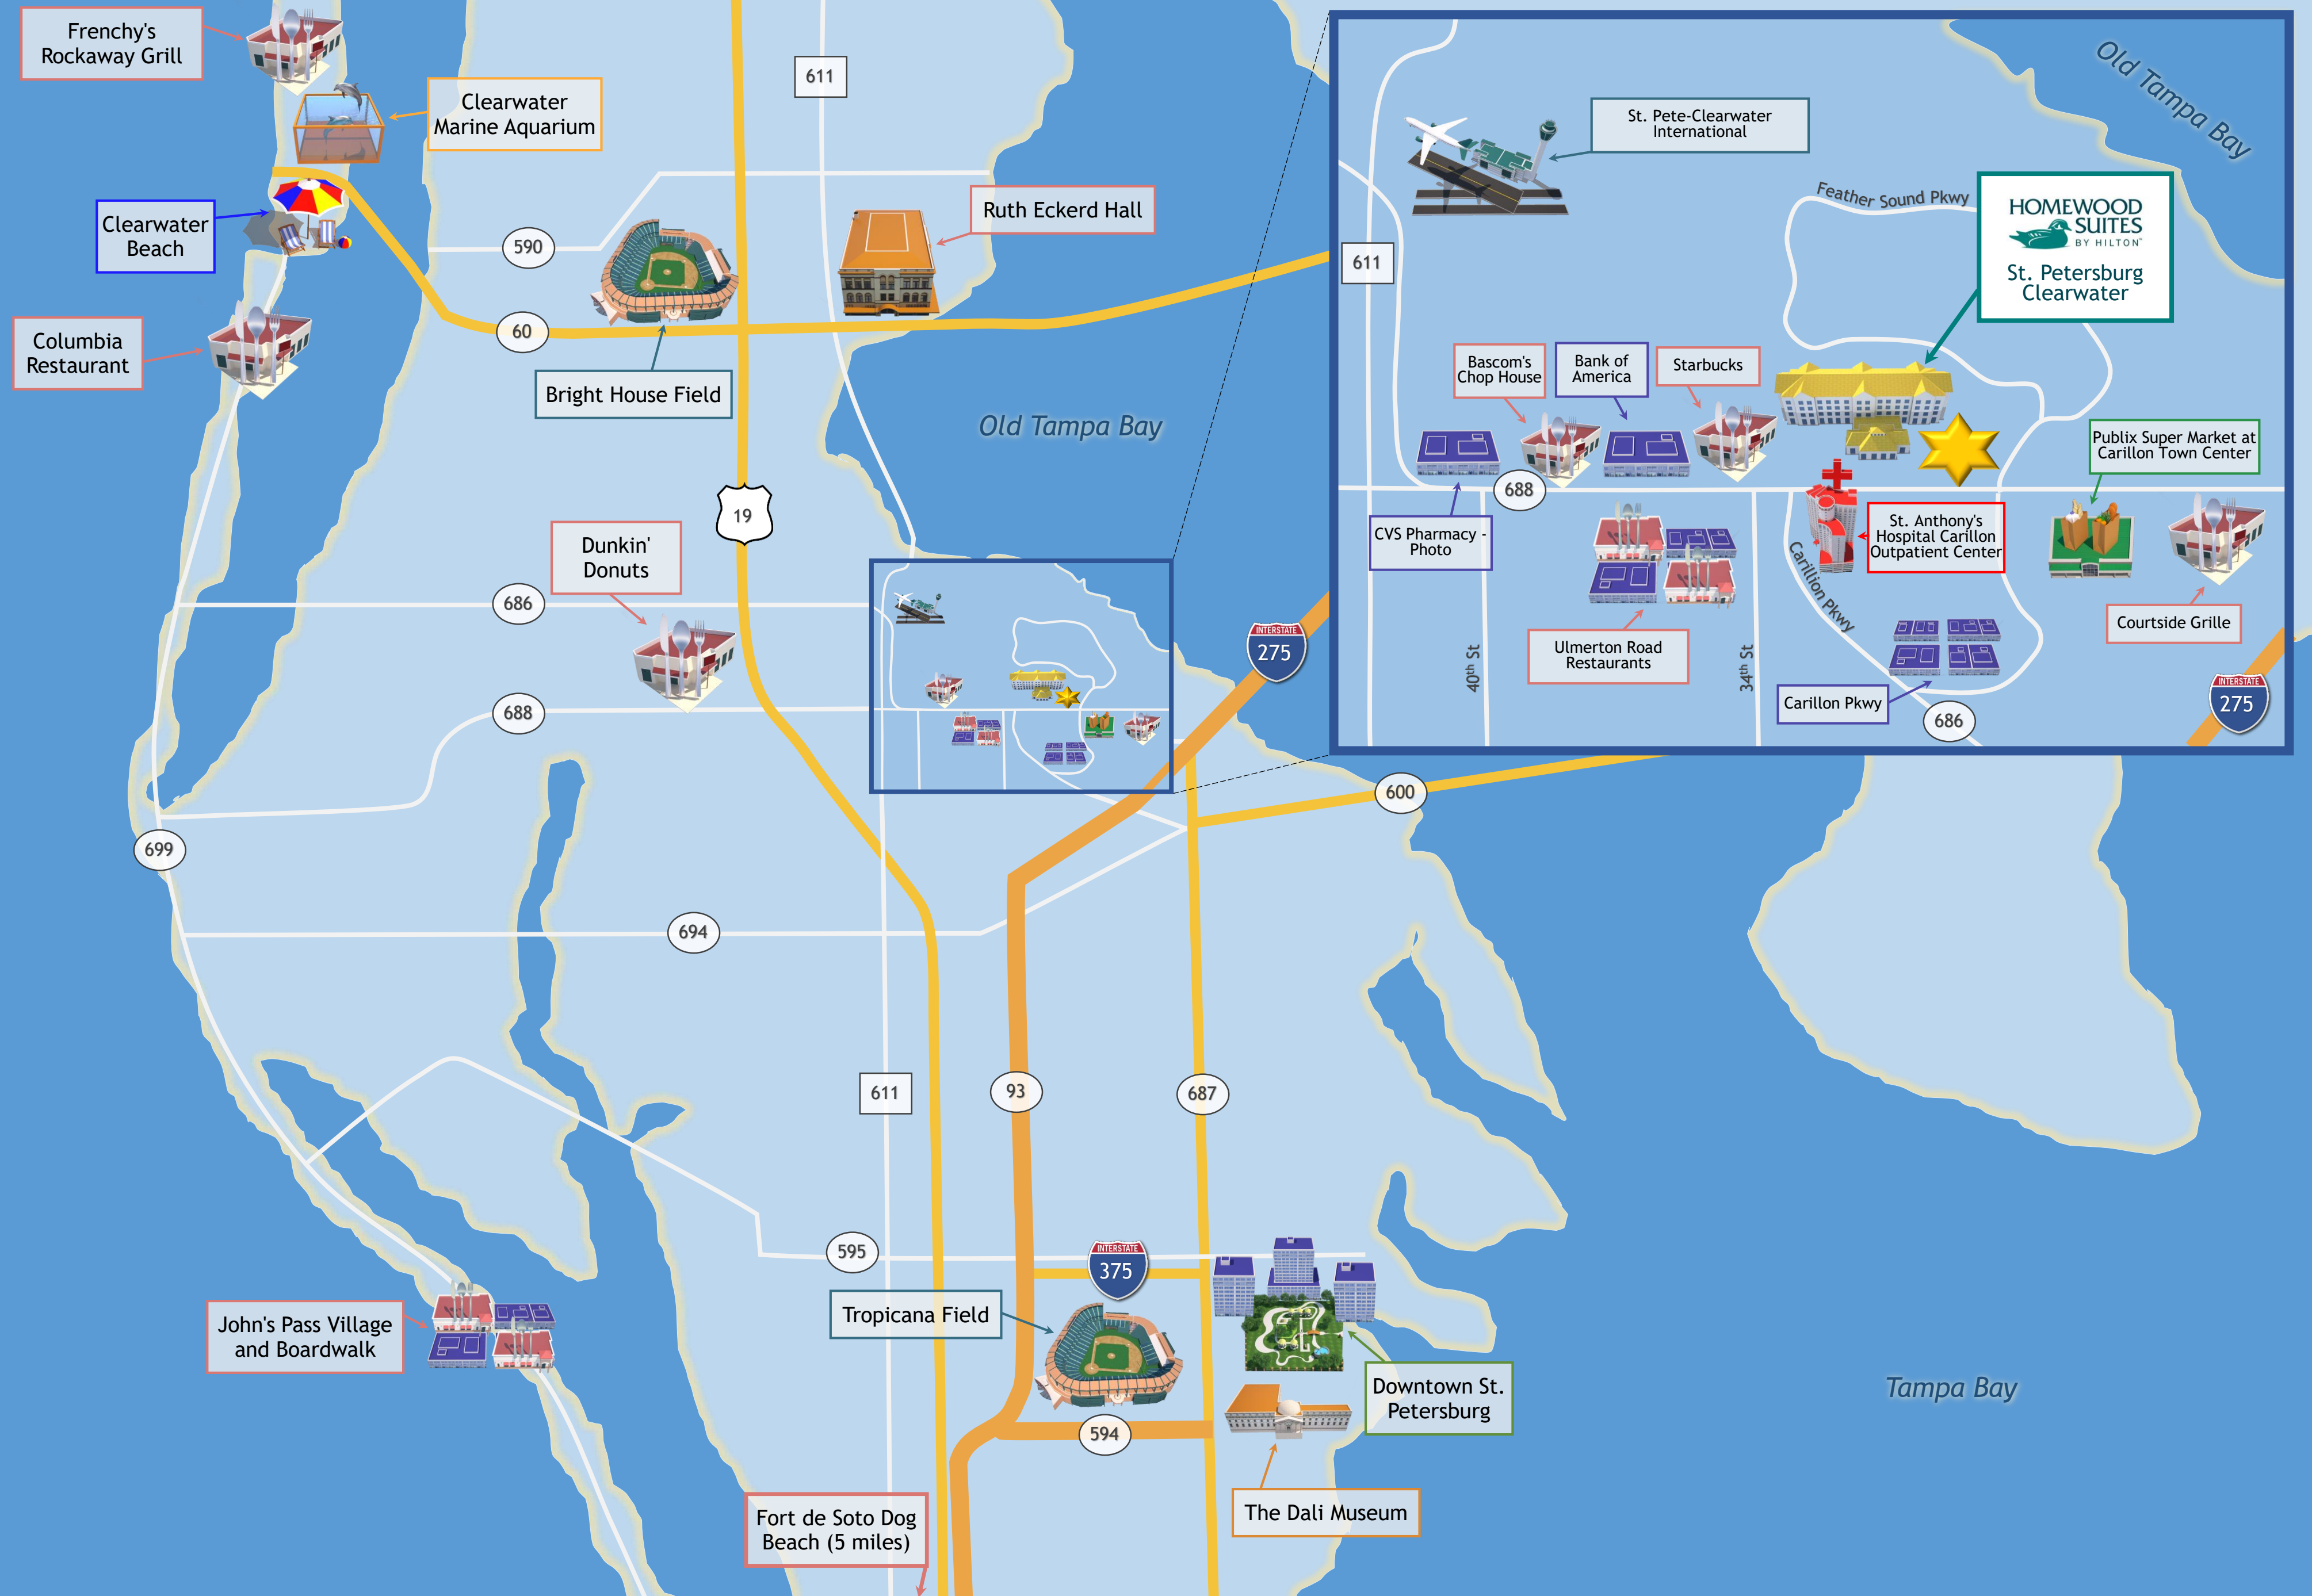 Frenchy's
Rockaway Grill
Clearwater
Marine Aquarium
Clearwater
Beach
Columbia
Restaurant
611
590
60
Bright House Field
Ruth Eckerd Hall
Old Tampa Bay
19
Dunkin'
Donuts
686
688
699
694
INTERSTATE
275
600
611
93
687
595
INTERSTATE
375
Tropicana Field
John's Pass Village
and Boardwalk
594
Downtown St.
Petersburg
The Dali Museum
Fort de Soto Dog
Beach (5 miles)
Tampa Bay
Old Tampa Bay
St. Pete-Clearwater
International
Feather Sound Pkwy
HOMEWOOD
SUITES
BY HILTON™
St. Petersburg
Clearwater
611
Bascom's
Chop House
Bank of
America
Starbucks
Publix Super Market at
Carillon Town Center
688
CVS Pharmacy -
Photo
St. Anthony's
Hospital Carillon
Outpatient Center
Carillion Pkwy
Ulmerton Road
Restaurants
40th St
34th St
Carillon Pkwy
686
Courtside Grille
INTERSTATE
275